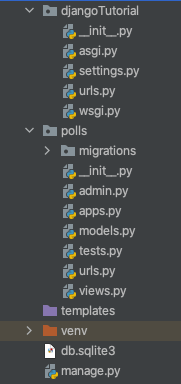 djangoTutorial
__init__.py
asgi.py
settings.py
urls.py
wsgi.py
polls
migrations
__init__.py
admin.py
apps.py
models.py
tests.py
urls.py
views.py
templates
venv
db.sqlite3
manage.py